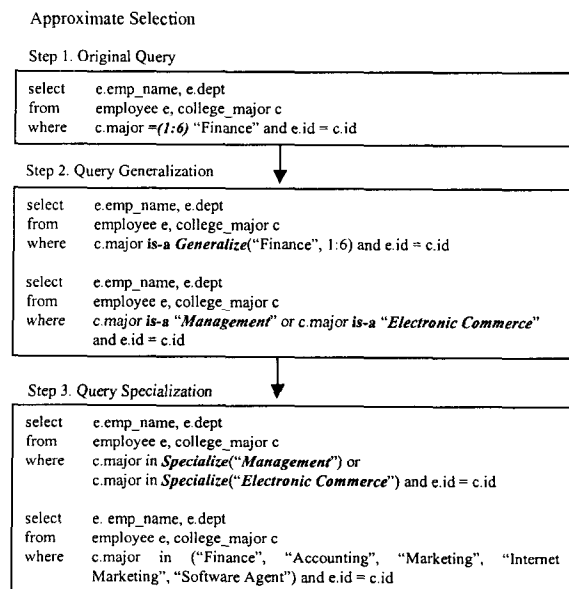 Approximate Selection
Step 1. Original Query
select e.emp_name, e.dept
from employee e, college_major c
where c.major =(1:6) “Finance” and e.id = c.id
Step 2. Query Generalization
select e.emp_name, e.dept
from employee e, college_major c
where c.major is-a Generalize(“Finance”, 1:6) and e.id = c.id
select e.emp_name, e.dept
from employee e, college_major c
where c.major is-a “Management” or c.major is-a “Electronic Commerce”
and e.id = c.id
Step 3. Query Specialization
select e.emp_name, e.dept
from employee e, college_major c
where c.major in Specialize(“Management”) or
c.major in Specialize(“Electronic Commerce”) and e.id = c.id
select e. emp_name, e.dept
from employee e, college_major c
where c.major in (“Finance”, “Accounting”, “Marketing”, “Internet
Marketing”, “Software Agent”) and e.id = c.id